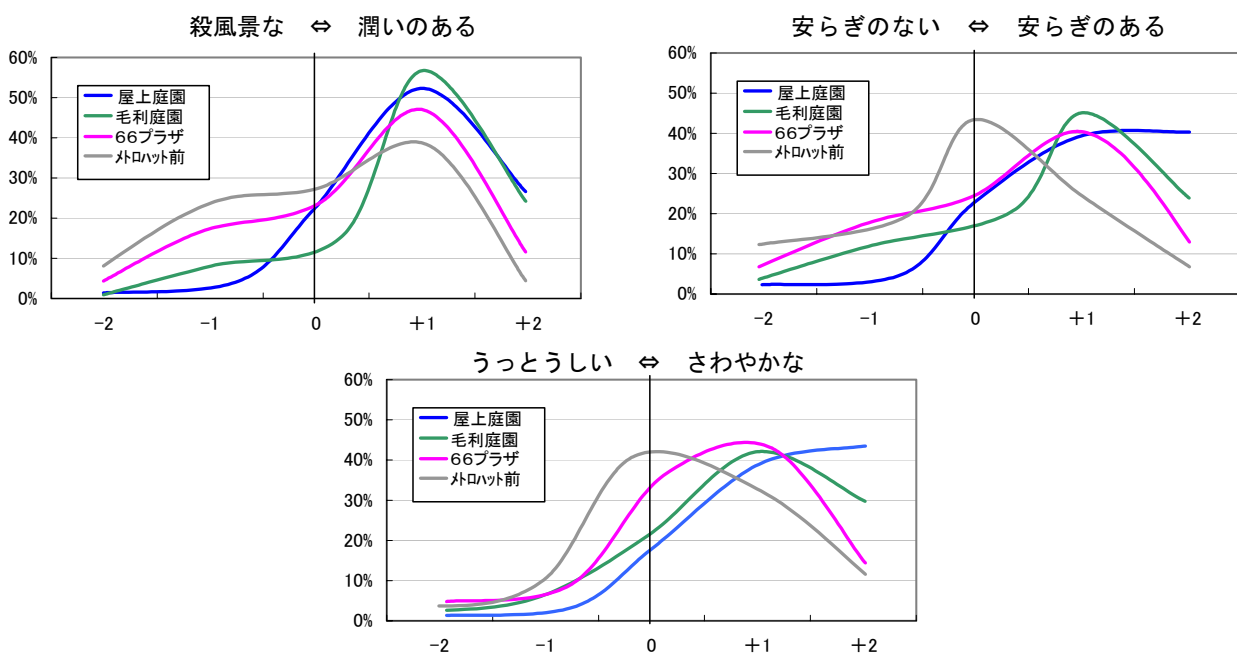 殺風景な ⇔ 潤いのある
60%
50%
40%
30%
20%
10%
0%
屋上庭園
毛利庭園
66プラザ
ﾒﾄﾛﾊｯﾄ前
-2 -1 0 +1 +2
安らぎのない ⇔ 安らぎのある
60%
50%
40%
30%
20%
10%
0%
屋上庭園
毛利庭園
66プラザ
ﾒﾄﾛﾊｯﾄ前
-2 -1 0 +1 +2
うっとうしい ⇔ さわやかな
60%
50%
40%
30%
20%
10%
0%
屋上庭園
毛利庭園
66プラザ
ﾒﾄﾛﾊｯﾄ前
-2 -1 0 +1 +2